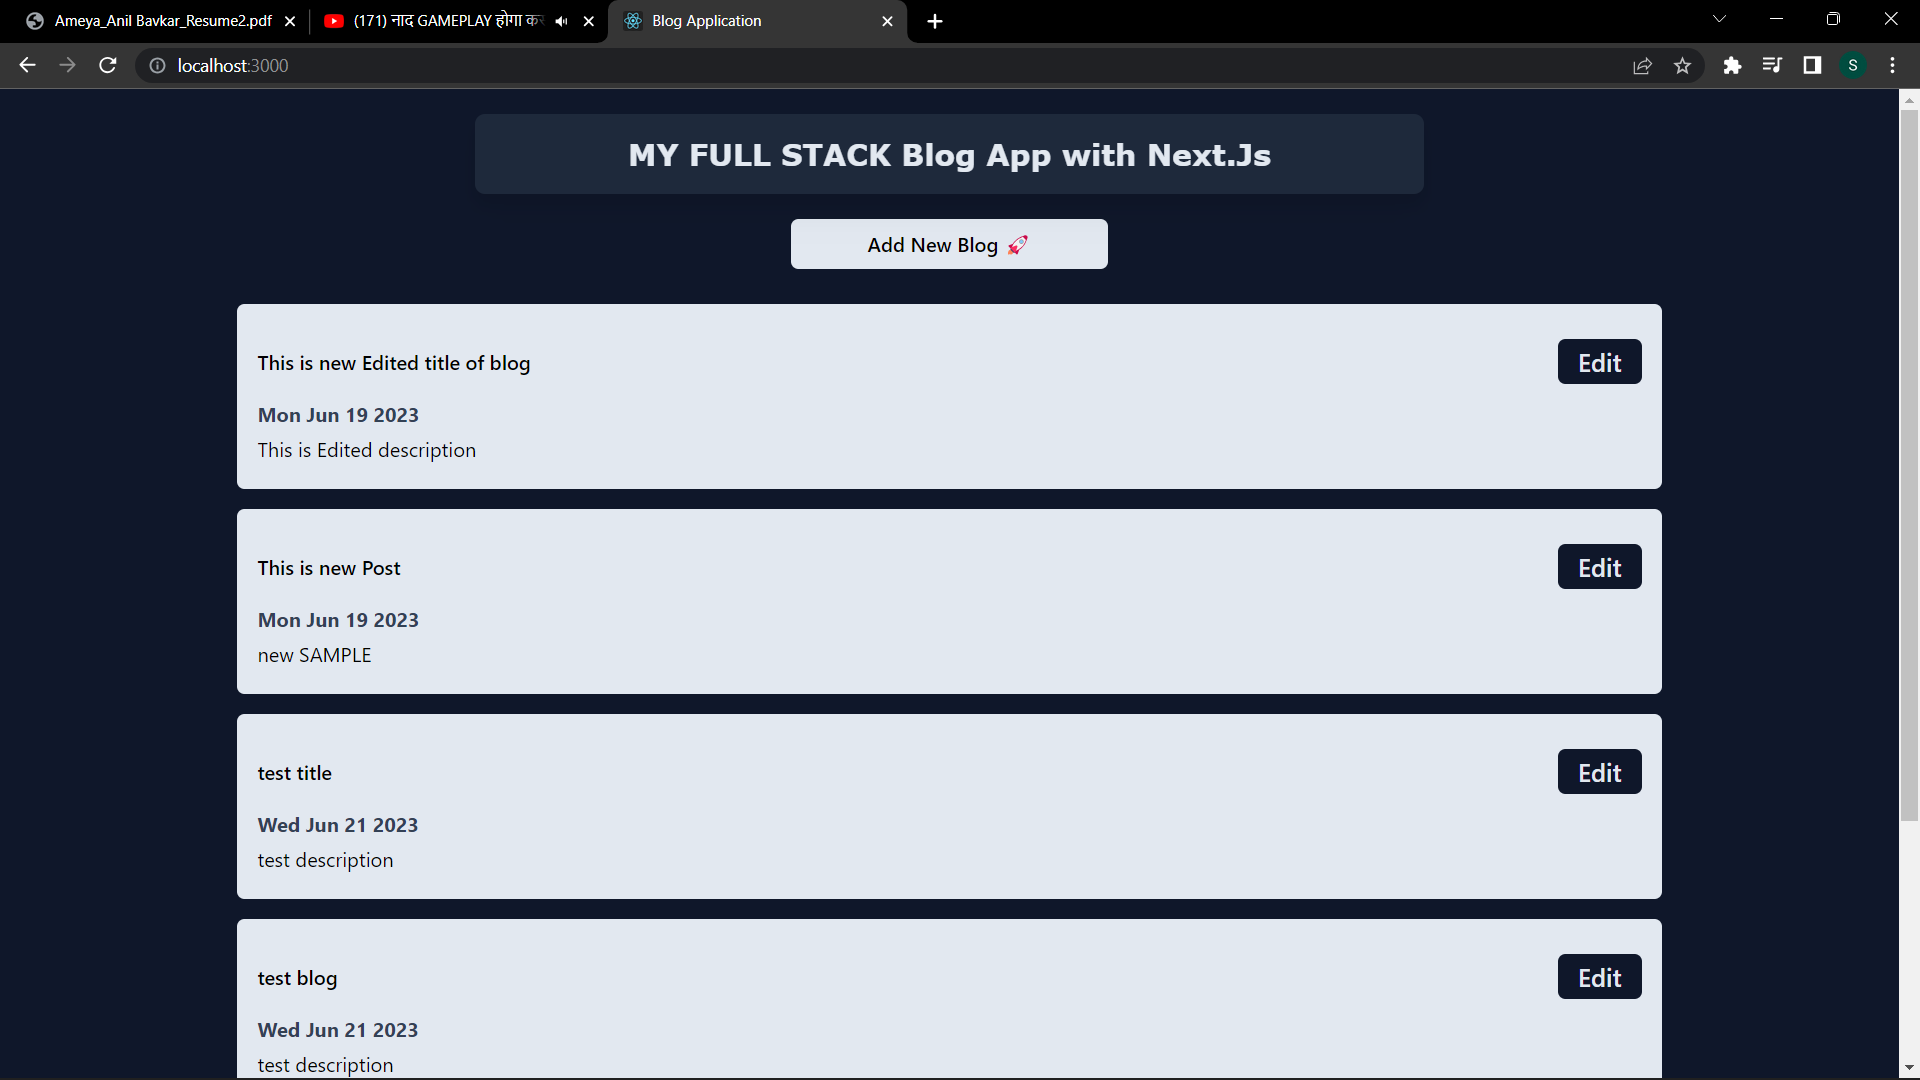 Ameya_Anil Bavkar_Resume2.pdf
(171) नाद GAMEPLAY होगा
Blog Application
localhost:3000
S
MY FULL STACK Blog App with Next.Js
Add New Blog 🚀
This is new Edited title of blog
Edit
Mon Jun 19 2023
This is Edited description
This is new Post
Edit
Mon Jun 19 2023
new SAMPLE
test title
Edit
Wed Jun 21 2023
test description
test blog
Edit
Wed Jun 21 2023
test description